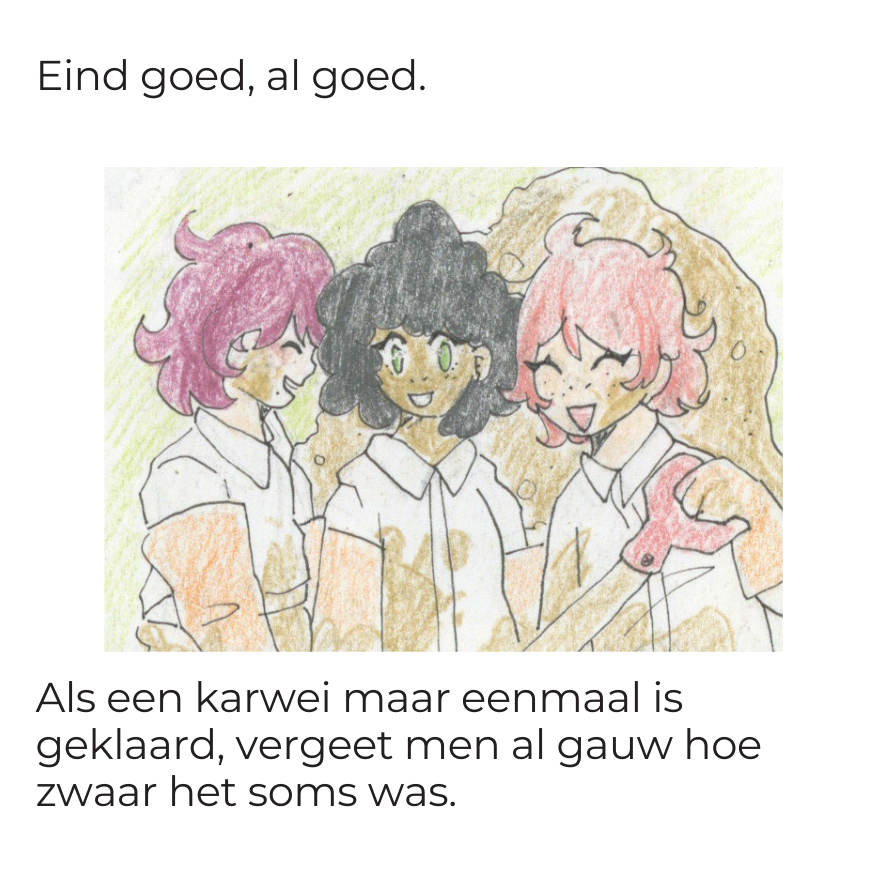 Eind goed, al goed.
Als een karwei maar eenmaal is
geklaard, vergeet men al gauw hoe
zwaar het soms was.